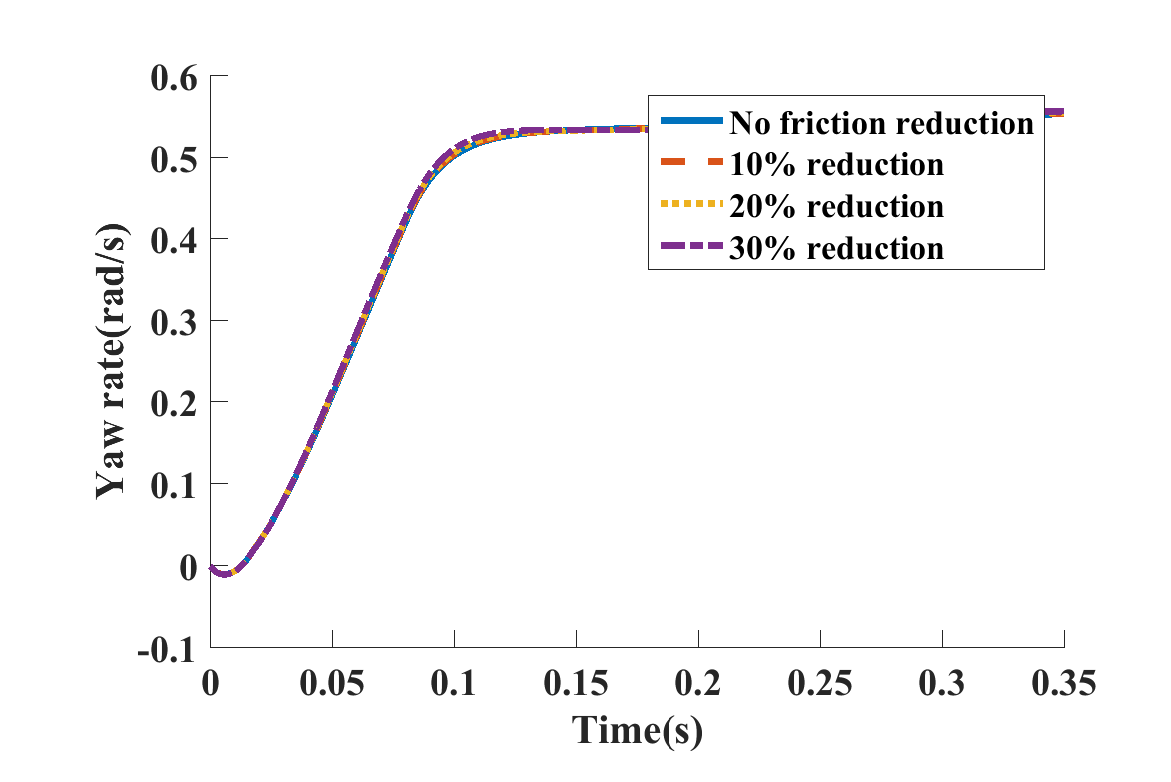 0.6
0.5
0.4
0.3
0.2
0.1
0
-0.1
Yaw rate(rad/s)
No friction reduction
10% reduction
20% reduction
30% reduction
0 0.05 0.1 0.15 0.2 0.25 0.3 0.35
Time(s)